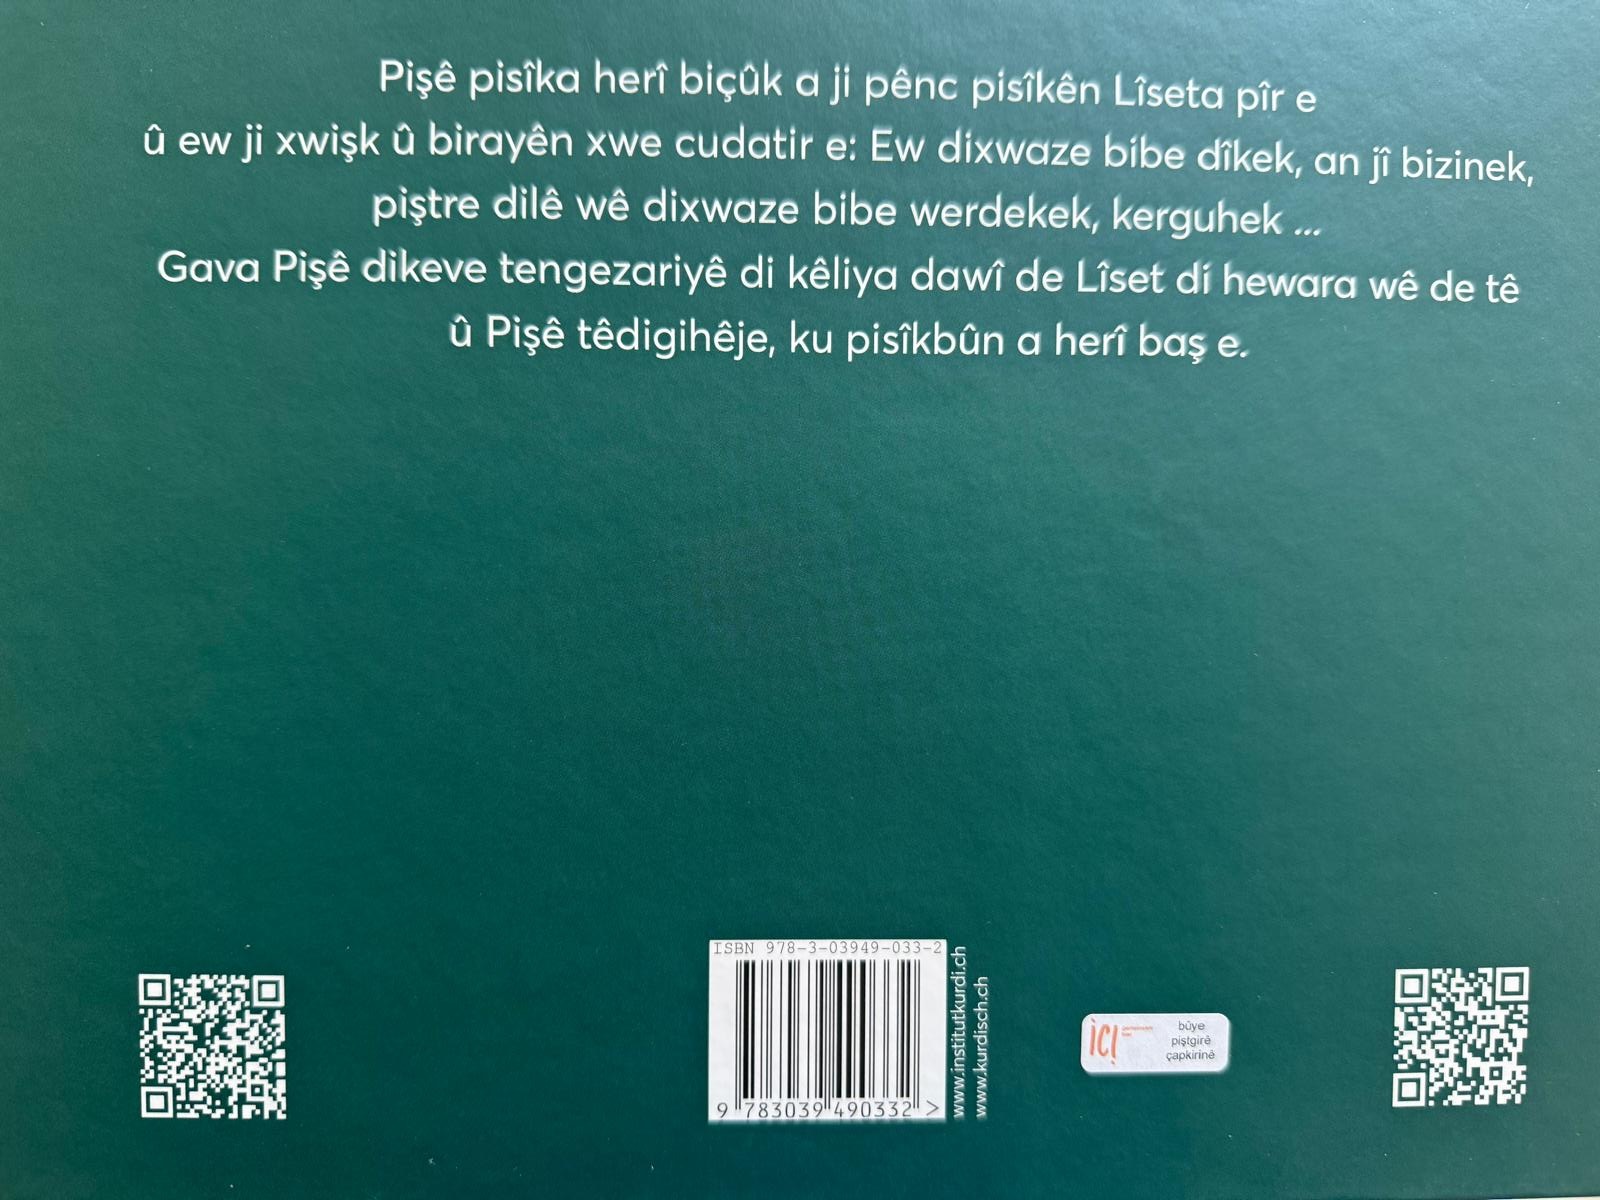 Pişê pisîka herî biçûk a ji pênc pisîkên Lîseta pîr e
û ew ji xwişk û birayên xwe cudatir e: Ew dixwaze bibe dîkek, an jî bizinek,
piştre dilê wê dixwaze bibe werdekek, kerguhek ...
Gava Pişê dikeve tengezariyê di kêliya dawî de Lîset di hewara wê de tê
û Pişê têdigihêje, ku pisîkbûn a herî baş e.
ISBN 978-3-03949-033-2
9 783039 490332 >
www.institutkurdi.ch
www.kurdisch.ch
içi
bûye
piştgirê
çapkirinê